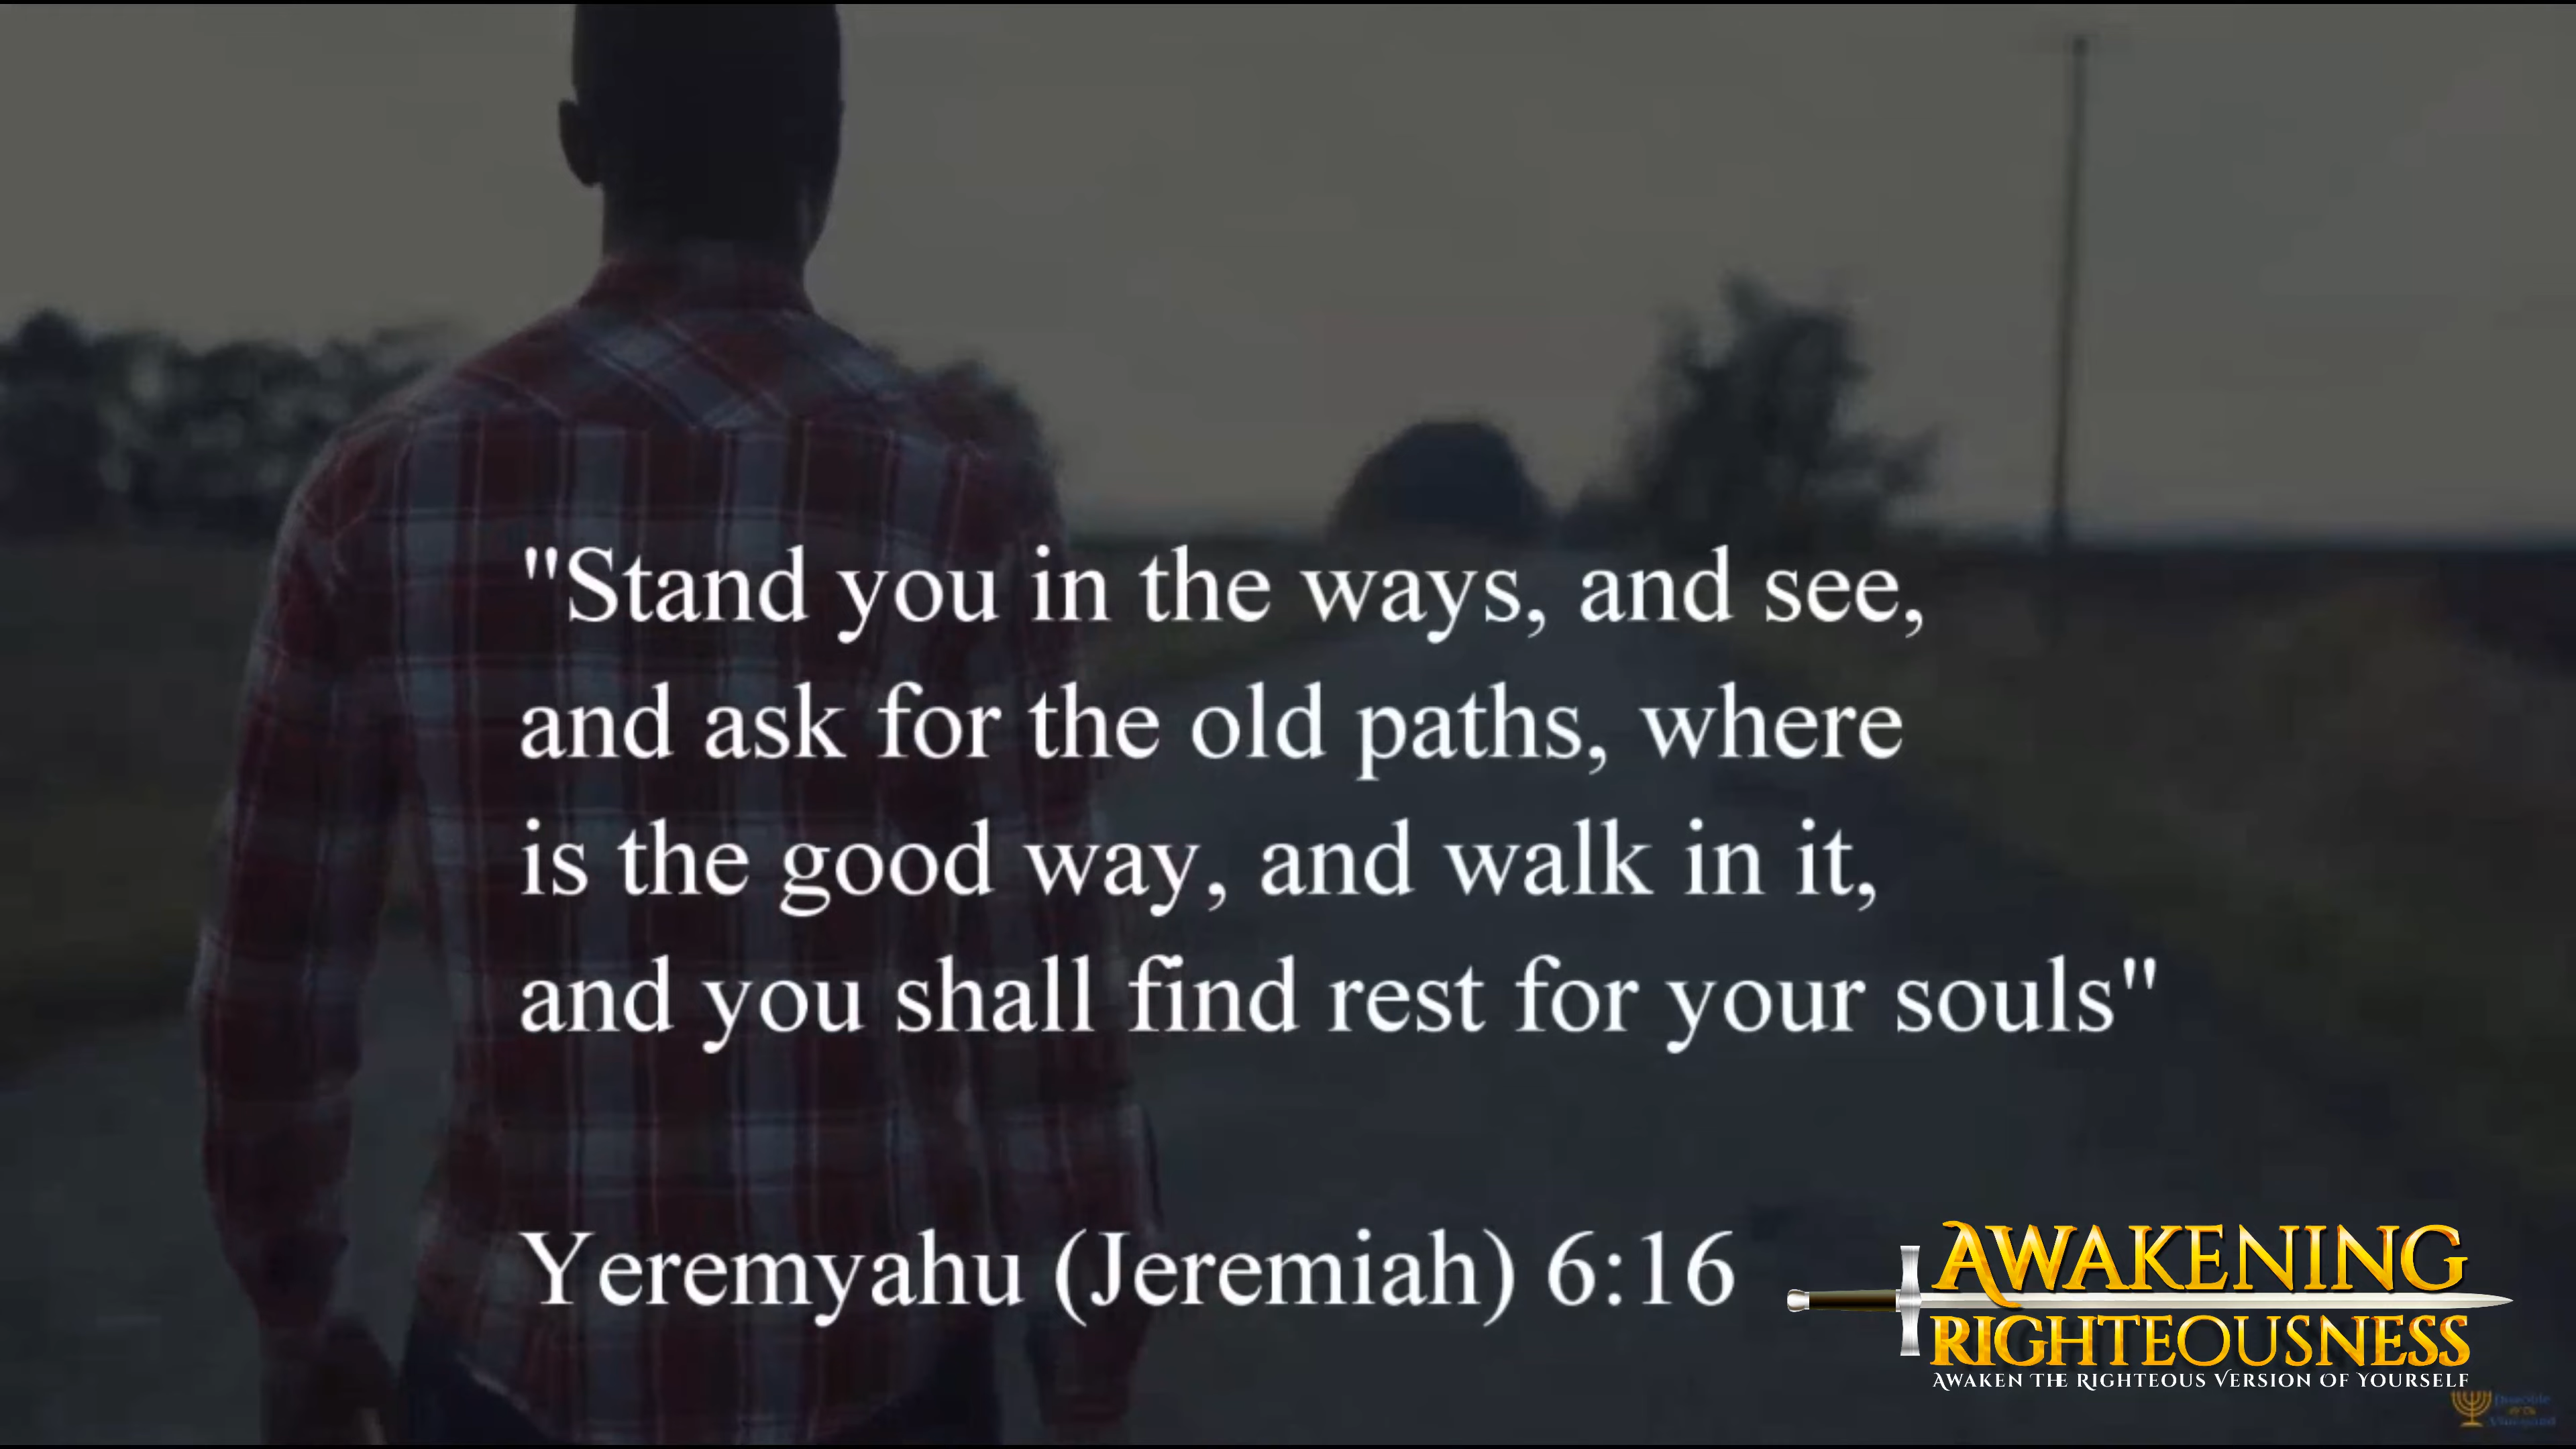 "Stand you in the ways, and see,
and ask for the old paths, where
is the good way, and walk in it,
and you shall find rest for your souls"
Yeremyahu (Jeremiah) 6:16
AWAKENING
RIGHTEOUSNESS
AWAKEN THE RIGHTEOUS VERSION OF YOURSELF